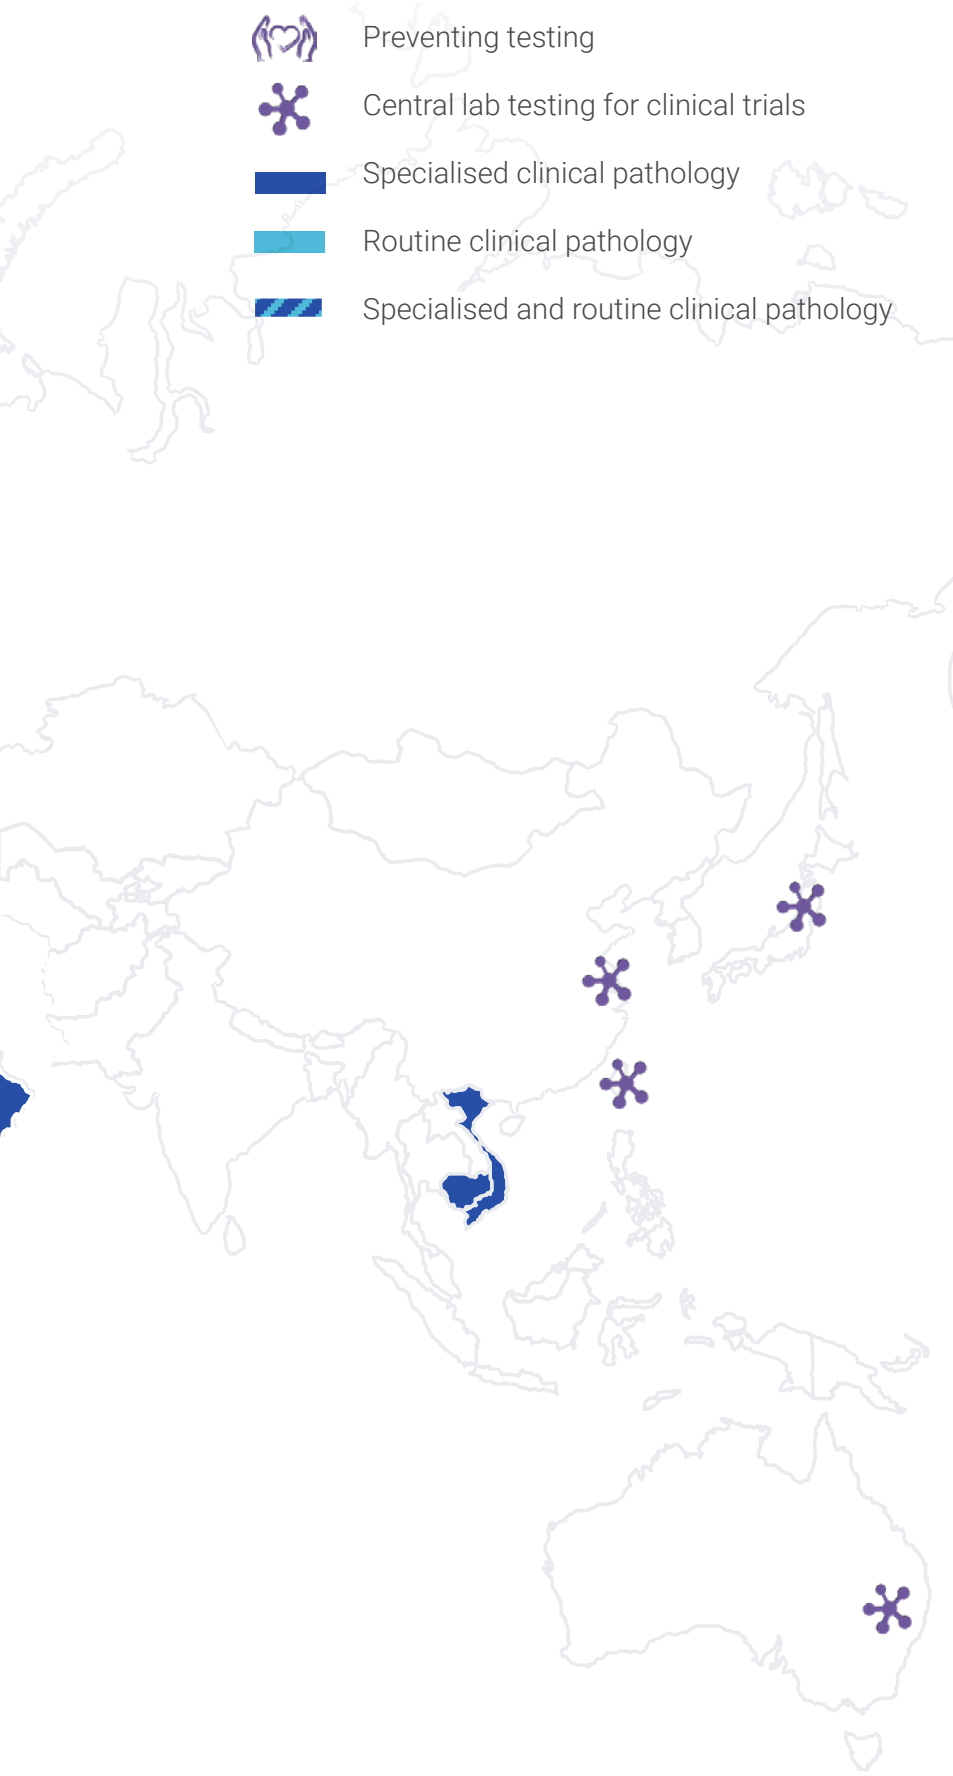 Preventing testing
Central lab testing for clinical trials
Specialised clinical pathology
Routine clinical pathology
Specialised and routine clinical pathology